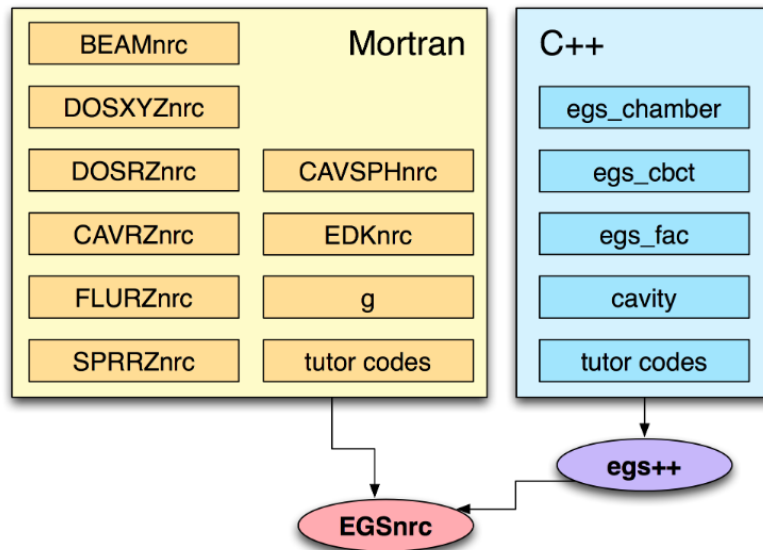 Mortran
BEAMnrc
DOSXYZnrc
DOSRZnrc
CAVRZnrc
FLURZnrc
SPRRZnrc
CAVSPHnrc
EDKnrc
g
tutor codes
C++
egs_chamber
egs_cbct
egs_fac
cavity
tutor codes
egs++
EGSnrc